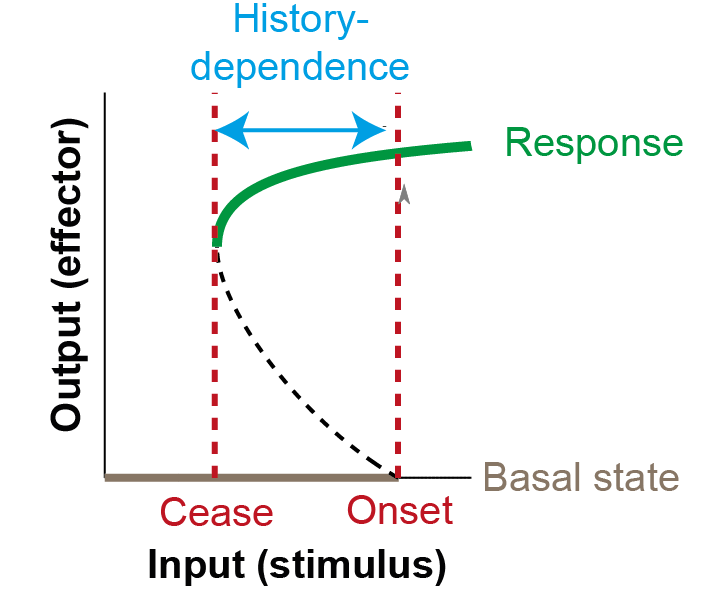 History-
dependence
Response
Output (effector)
Basal state
Cease
Onset
Input (stimulus)